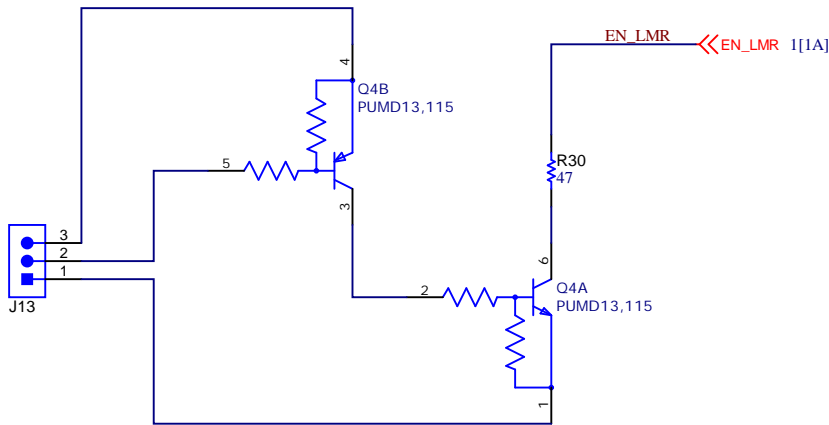 EN_LMR
EN_LMR 1[1A]
4
Q4B
PUMD13,115
5
R30
47
3
3
2
1
J13
6
2
Q4A
PUMD13,115
1